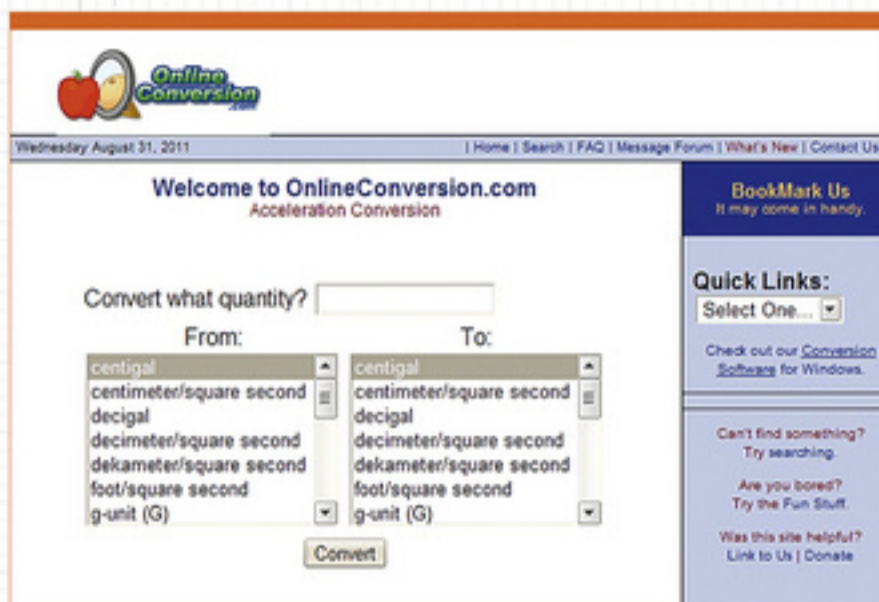 Online
Conversion
.com
Wednesday August 31, 2011
| Home | Search | FAQ | Message Forum | What's New | Contact Us
Welcome to OnlineConversion.com
Acceleration Conversion
Convert what quantity?
From:
centigal
centimeter/square second
decigal
decimeter/square second
dekameter/square second
foot/square second
g-unit (G)
To:
centigal
centimeter/square second
decigal
decimeter/square second
dekameter/square second
foot/square second
g-unit (G)
Convert
BookMark Us
It may come in handy.
Quick Links:
Select One...
Check out our Conversion
Software for Windows.
Can't find something?
Try searching.
Are you bored?
Try the Fun Stuff.
Was this site helpful?
Link to Us | Donate